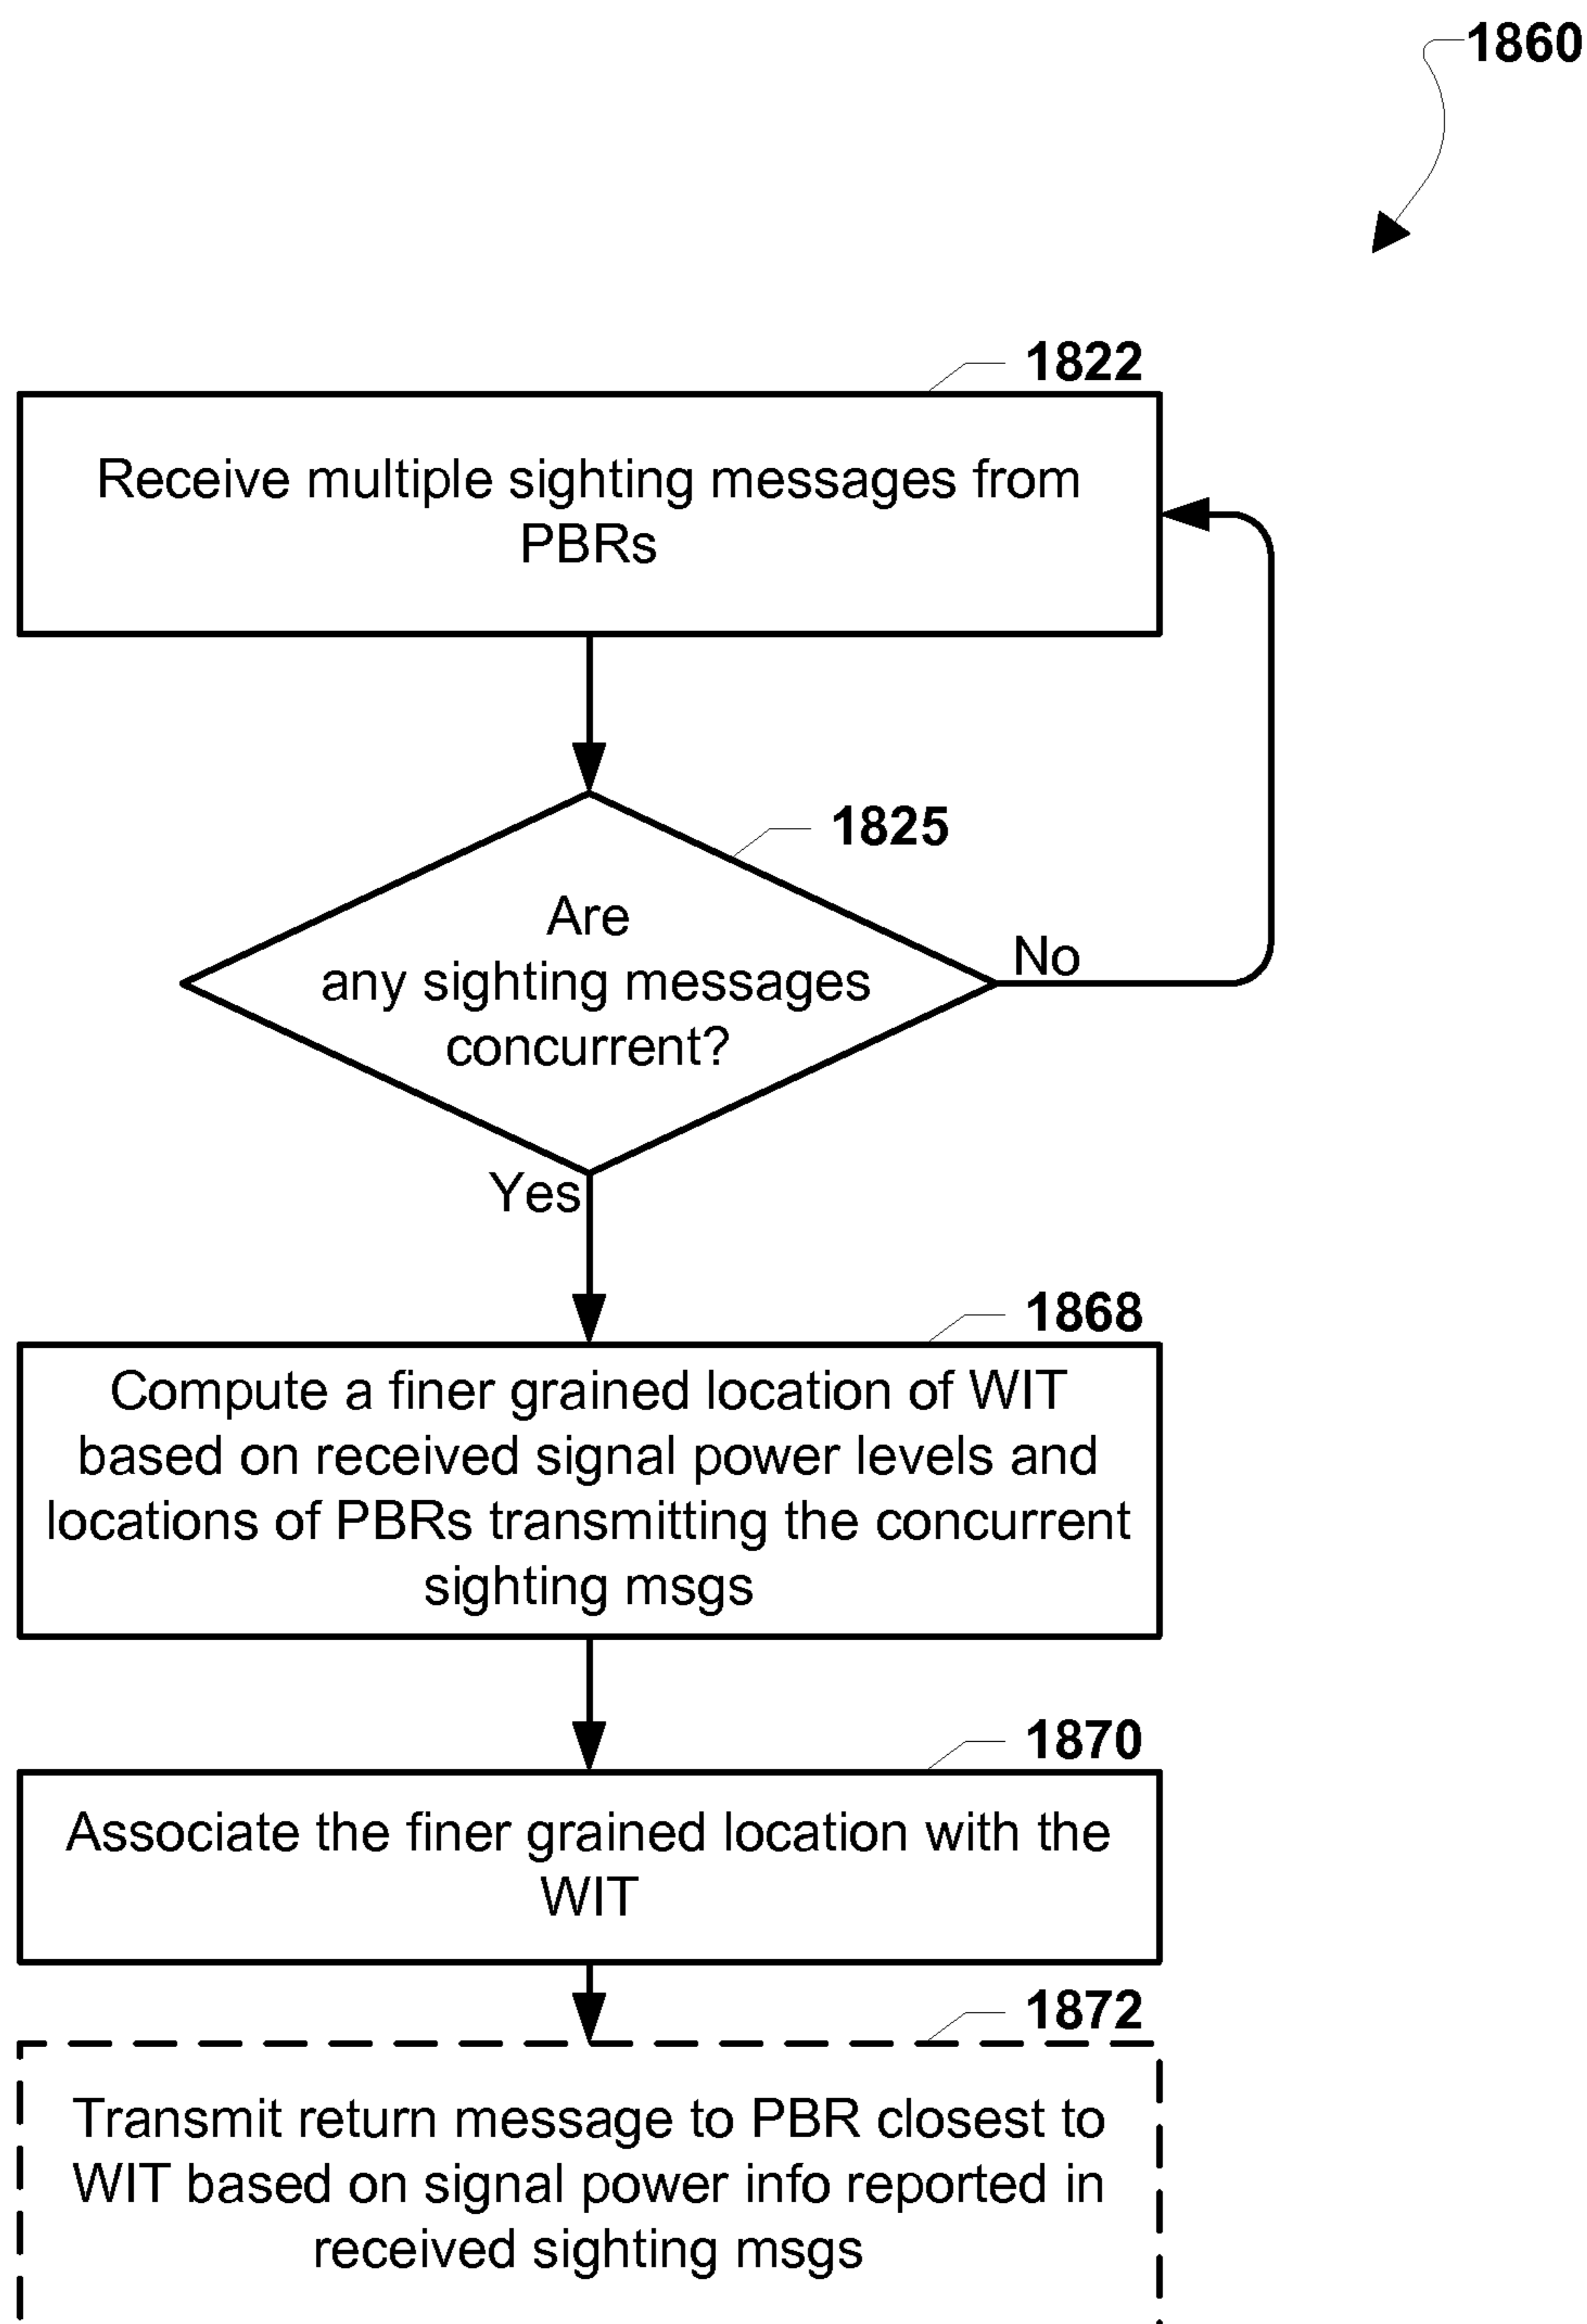 1860
1822
Receive multiple sighting messages from
PBRs
1825
Are
any sighting messages
concurrent?
No
Yes
1868
Compute a finer grained location of WIT
based on received signal power levels and
locations of PBRs transmitting the concurrent
sighting msgs
1870
Associate the finer grained location with the
WIT
1872
Transmit return message to PBR closest to
WIT based on signal power info reported in
received sighting msgs